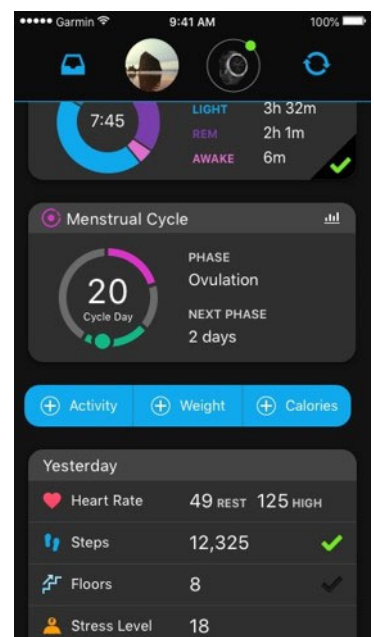 Garmin 9:41 AM 100%
7:45
LIGHT 3h 32m
REM 2h 1m
AWAKE 6m
Menstrual Cycle
20
Cycle Day
PHASE
Ovulation
NEXT PHASE
2 days
Activity Weight Calories
Yesterday
Heart Rate 49 REST 125 HIGH
Steps 12,325
Floors 8
Stress Level 18